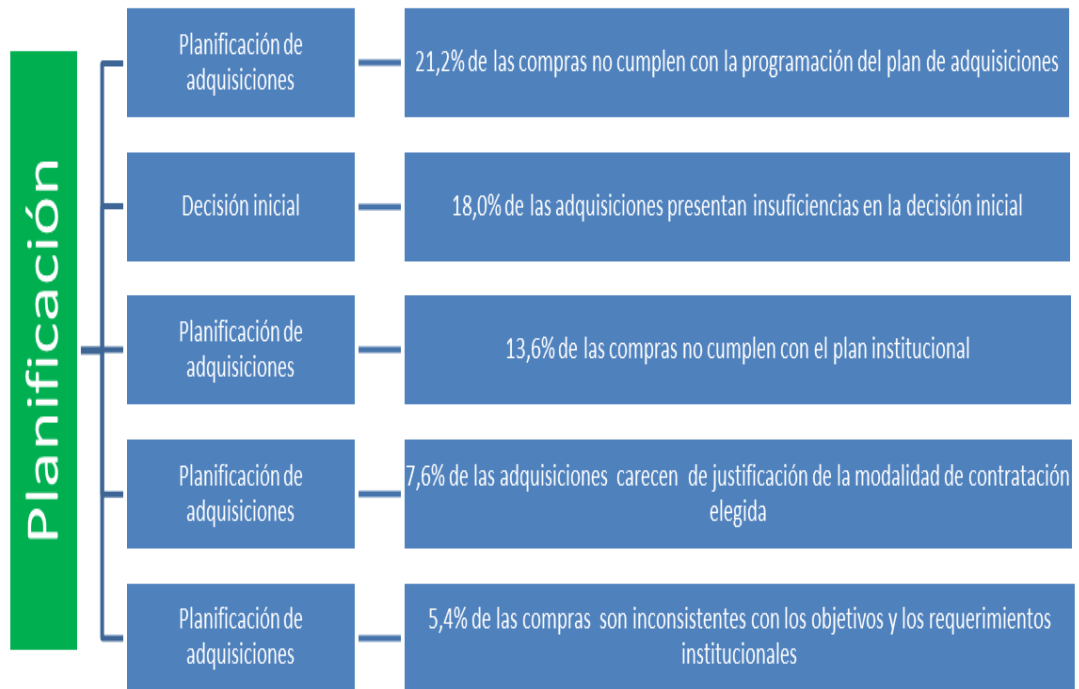 Planificación
Planificación de
adquisiciones
21,2% de las compras no cumplen con la programación del plan de adquisiciones
Decisión inicial
18,0% de las adquisiciones presentan insuficiencias en la decisión inicial
Planificación de
adquisiciones
13,6% de las compras no cumplen con el plan institucional
Planificación de
adquisiciones
7,6% de las adquisiciones carecen de justificación de la modalidad de contratación
elegida
Planificación de
adquisiciones
5,4% de las compras son inconsistentes con los objetivos y los requerimientos
institucionales